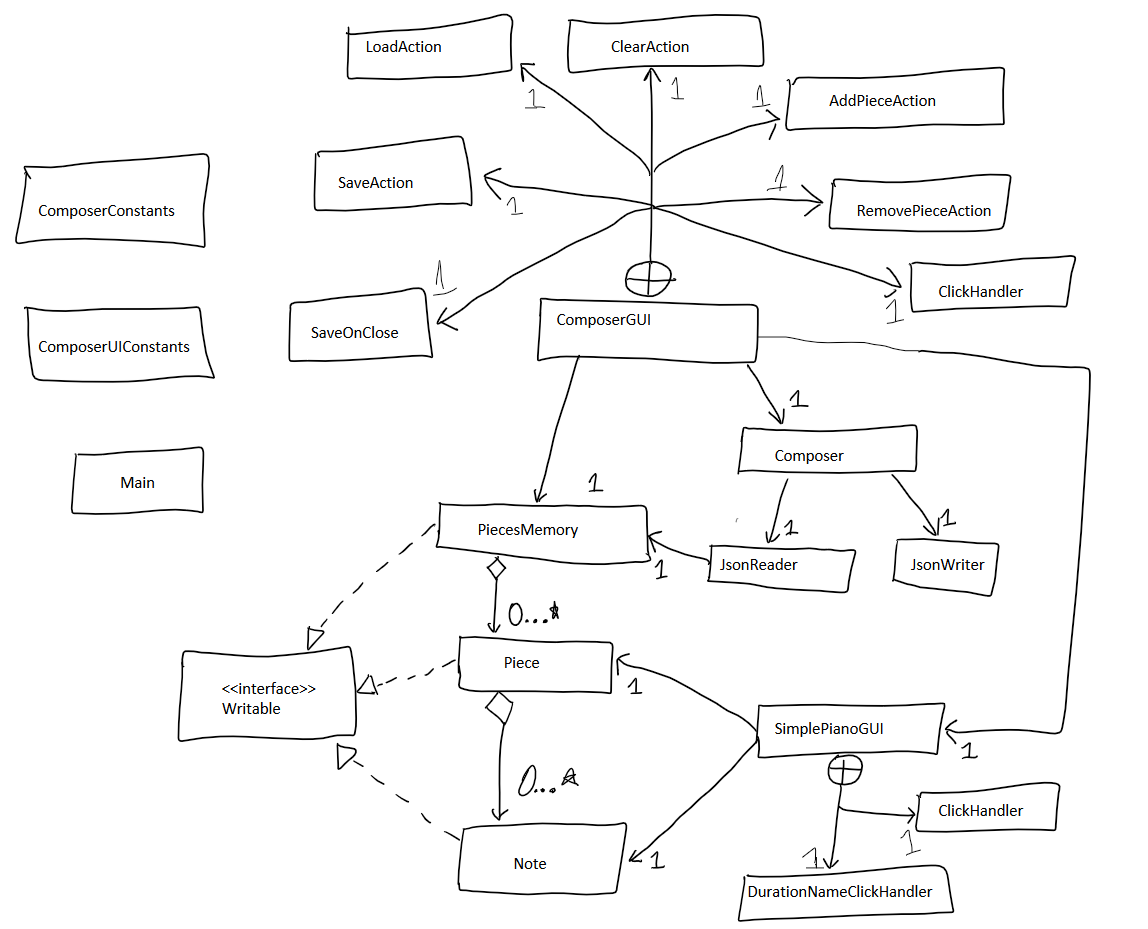 LoadAction
ClearAction
1
1
AddPieceAction
1
SaveAction
1
RemovePieceAction
1
ComposerConstants
ClickHandler
1
SaveOnClose
1
ComposerGUI
ComposerUIConstants
1
Composer
Main
1
PiecesMemory
1
1
JsonReader
JsonWriter
1
0...*
Piece
1
<<interface>>
Writable
SimplePianoGUI
1
0...*
ClickHandler
1
Note
1
1
DurationNameClickHandler